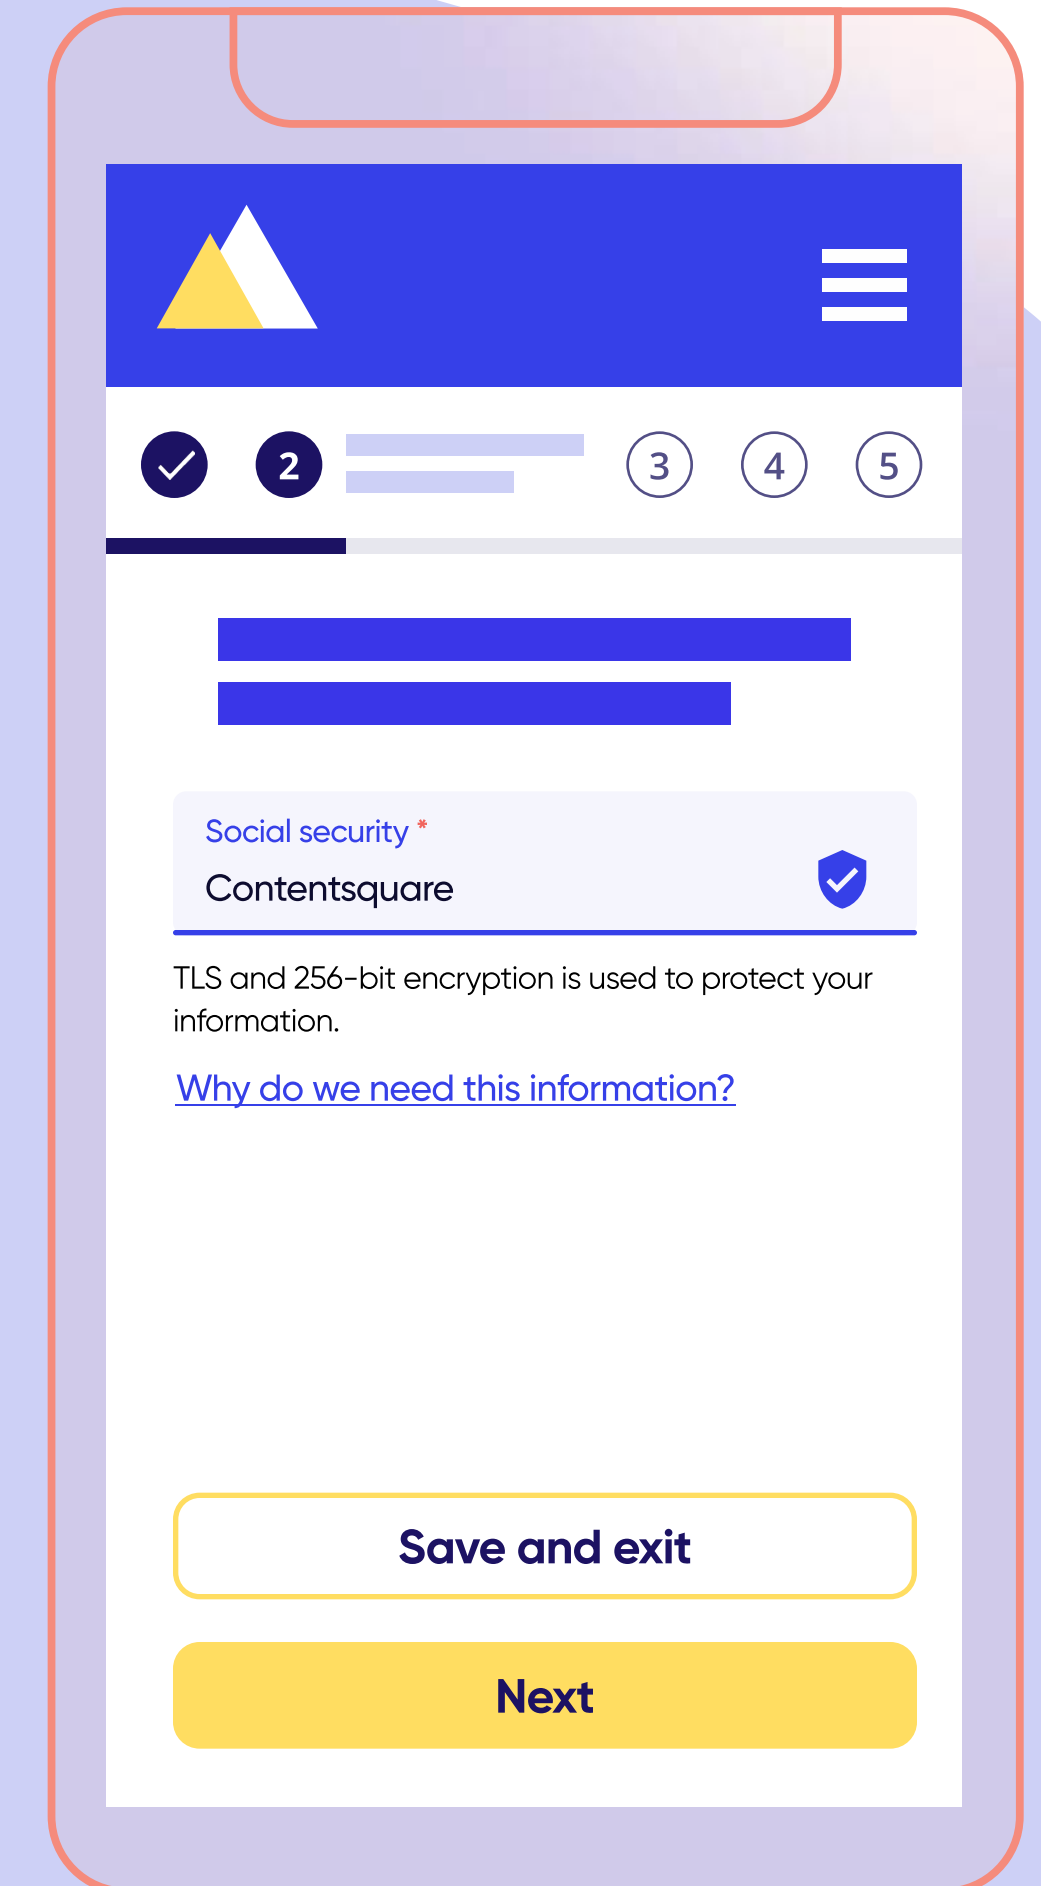 2
3
4
5
Social security *
Contentsquare
TLS and 256-bit encryption is used to protect your
information.
Why do we need this information?
Save and exit
Next